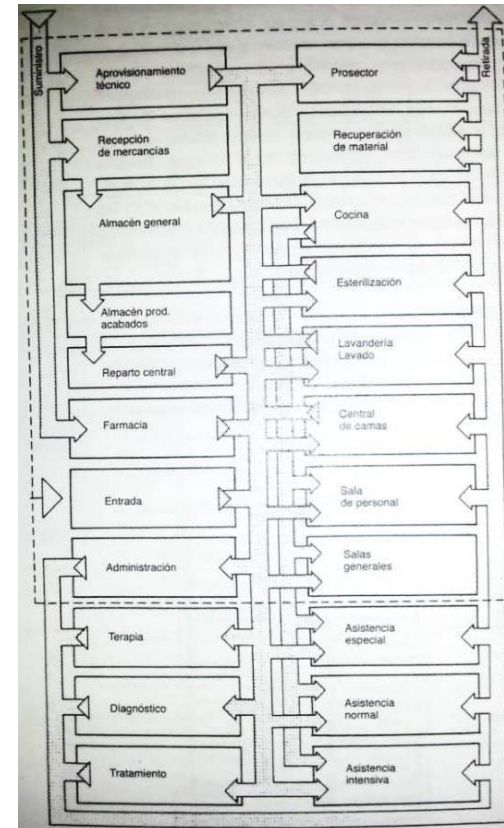 Suministro
Retirada
Aprovisionamiento
técnico
Prosector
Recepción
de mercancías
Recuperación
de material
Almacén general
Cocina
Esterilización
Almacén prod.
acabados
Lavandería
Lavado
Reparto central
Farmacia
Central
de camas
Entrada
Sala
de personal
Administración
Salas
generales
Terapia
Asistencia
especial
Diagnóstico
Asistencia
normal
Tratamiento
Asistencia
intensiva